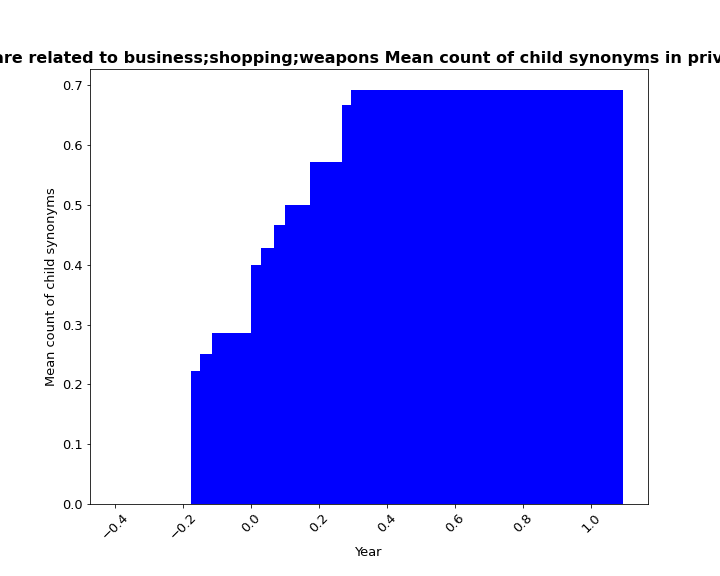 related to business;shopping;weapons Mean count of child synonyms in
0.7
0.6
0.5
0.4
0.3
0.2
0.1
0.0
Mean count of child synonyms
−0.4 −0.2 0.0 0.2 0.4 0.6 0.8 1.0
Year